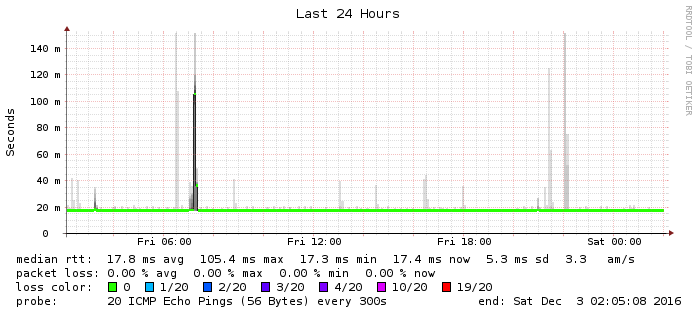 Last 24 Hours
RRDTOOL / TOBI OETIKER
Seconds
140 m
120 m
100 m
80 m
60 m
40 m
20 m
0
Fri 06:00 Fri 12:00 Fri 18:00 Sat 00:00
median rtt: 17.8 ms avg 105.4 ms max 17.3 ms min 17.4 ms now 5.3 ms sd 3.3 am/s
packet loss: 0.00 % avg 0.00 % max 0.00 % min 0.00 % now
loss color: 0 1/20 2/20 3/20 4/20 10/20 19/20
probe: 20 ICMP Echo Pings (56 Bytes) every 300s end: Sat Dec 3 02:05:08 2016